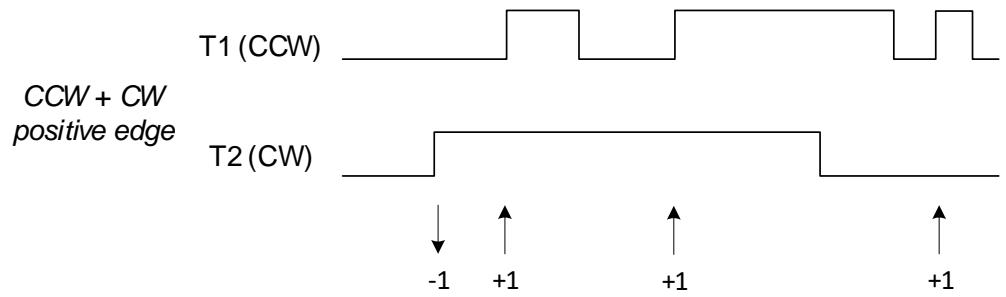 T1 (CCW)
CCW + CW
positive edge
T2 (CW)
-1 +1 +1 +1